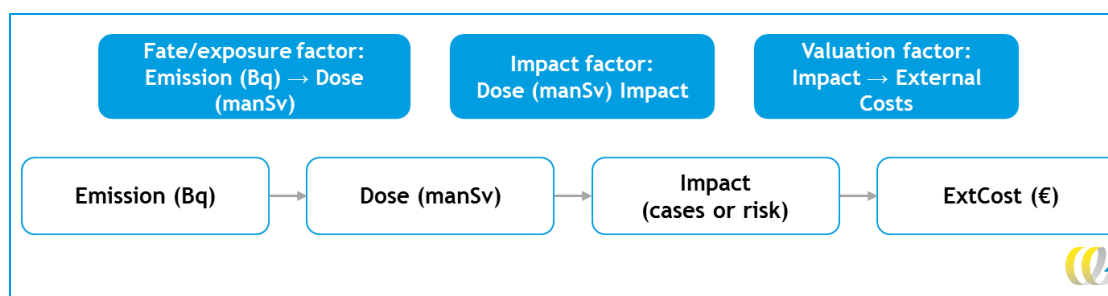 Fate/exposure factor:
Emission (Bq) → Dose
(manSv)
Impact factor:
Dose (manSv) Impact
Valuation factor:
Impact → External
Costs
Emission (Bq)
Dose (manSv)
Impact
(cases or risk)
ExtCost (€)